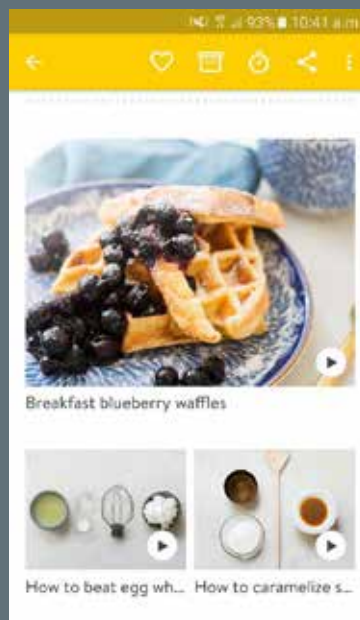 93% 10:41 a.m
Breakfast blueberry waffles
How to beat egg wh... How to caramelize s...